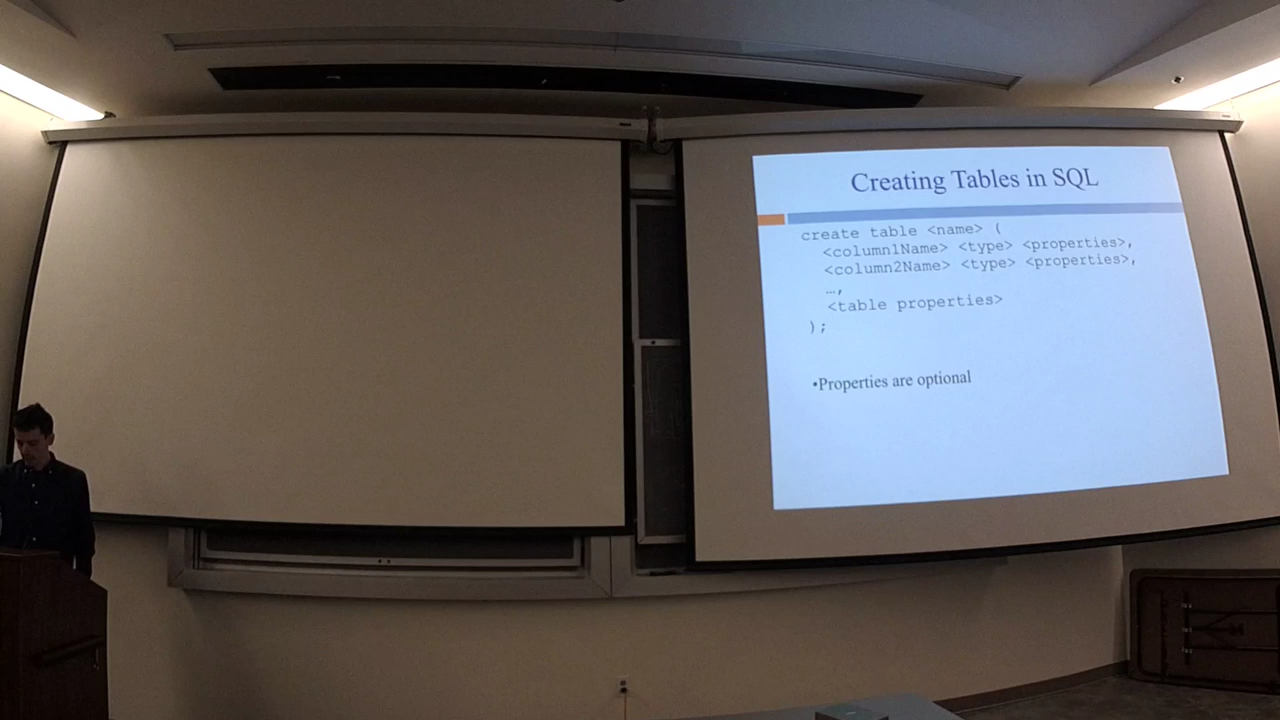 Creating Tables in SQL
create table <name> (
<column1Name> <type> <properties>,
<column2Name> <type> <properties>,
…,
<table properties>
);
•Properties are optional